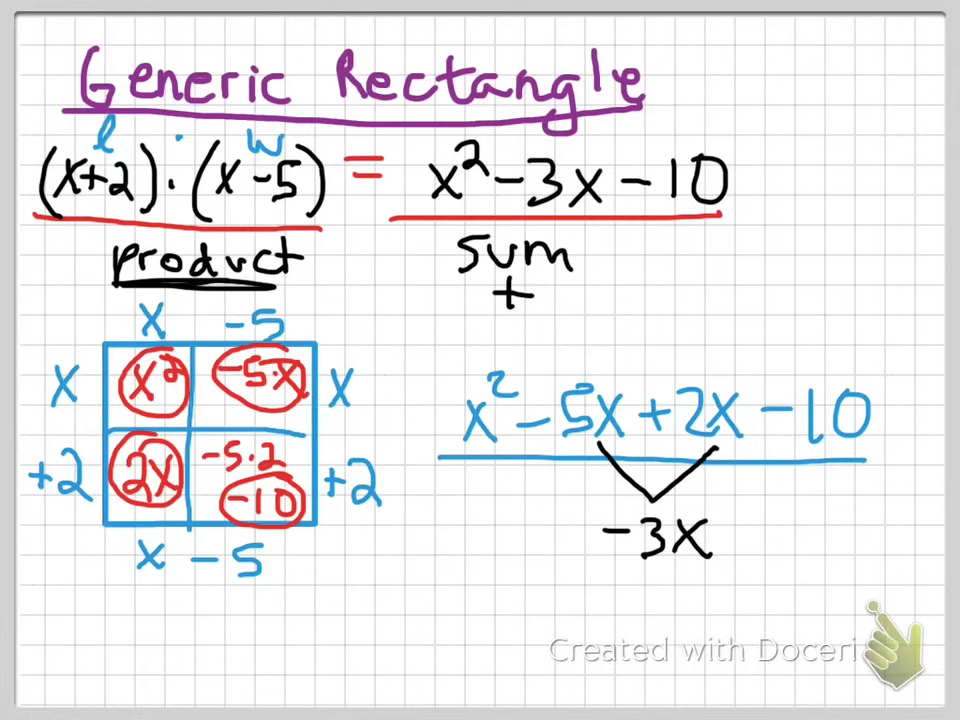 Generic Rectangle
l · w
(x+2)·(x-5) = x²-3x-10
product sum
+
x -5
x x² -5·x x
x²-5x+2x-10
+2 2x -5·2 +2
-10
-3x
x -5
Created with Doceri